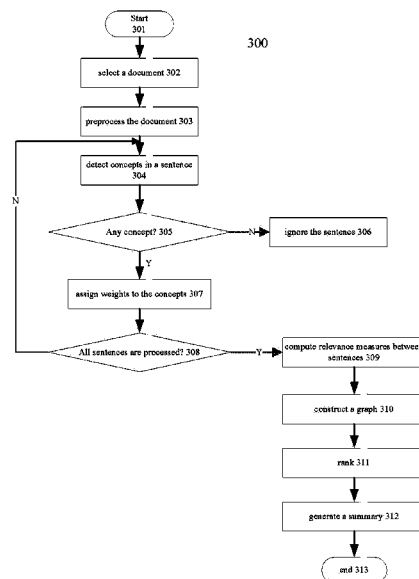 Start
301
300
select a document 302
preprocess the document 303
detect concepts in a sentence
304
N
Any concept? 305
N
ignore the sentence 306
Y
assign weights to the concepts 307
All sentences are processed? 308
Y
compute relevance measures between
sentences 309
construct a graph 310
rank 311
generate a summary 312
end 313